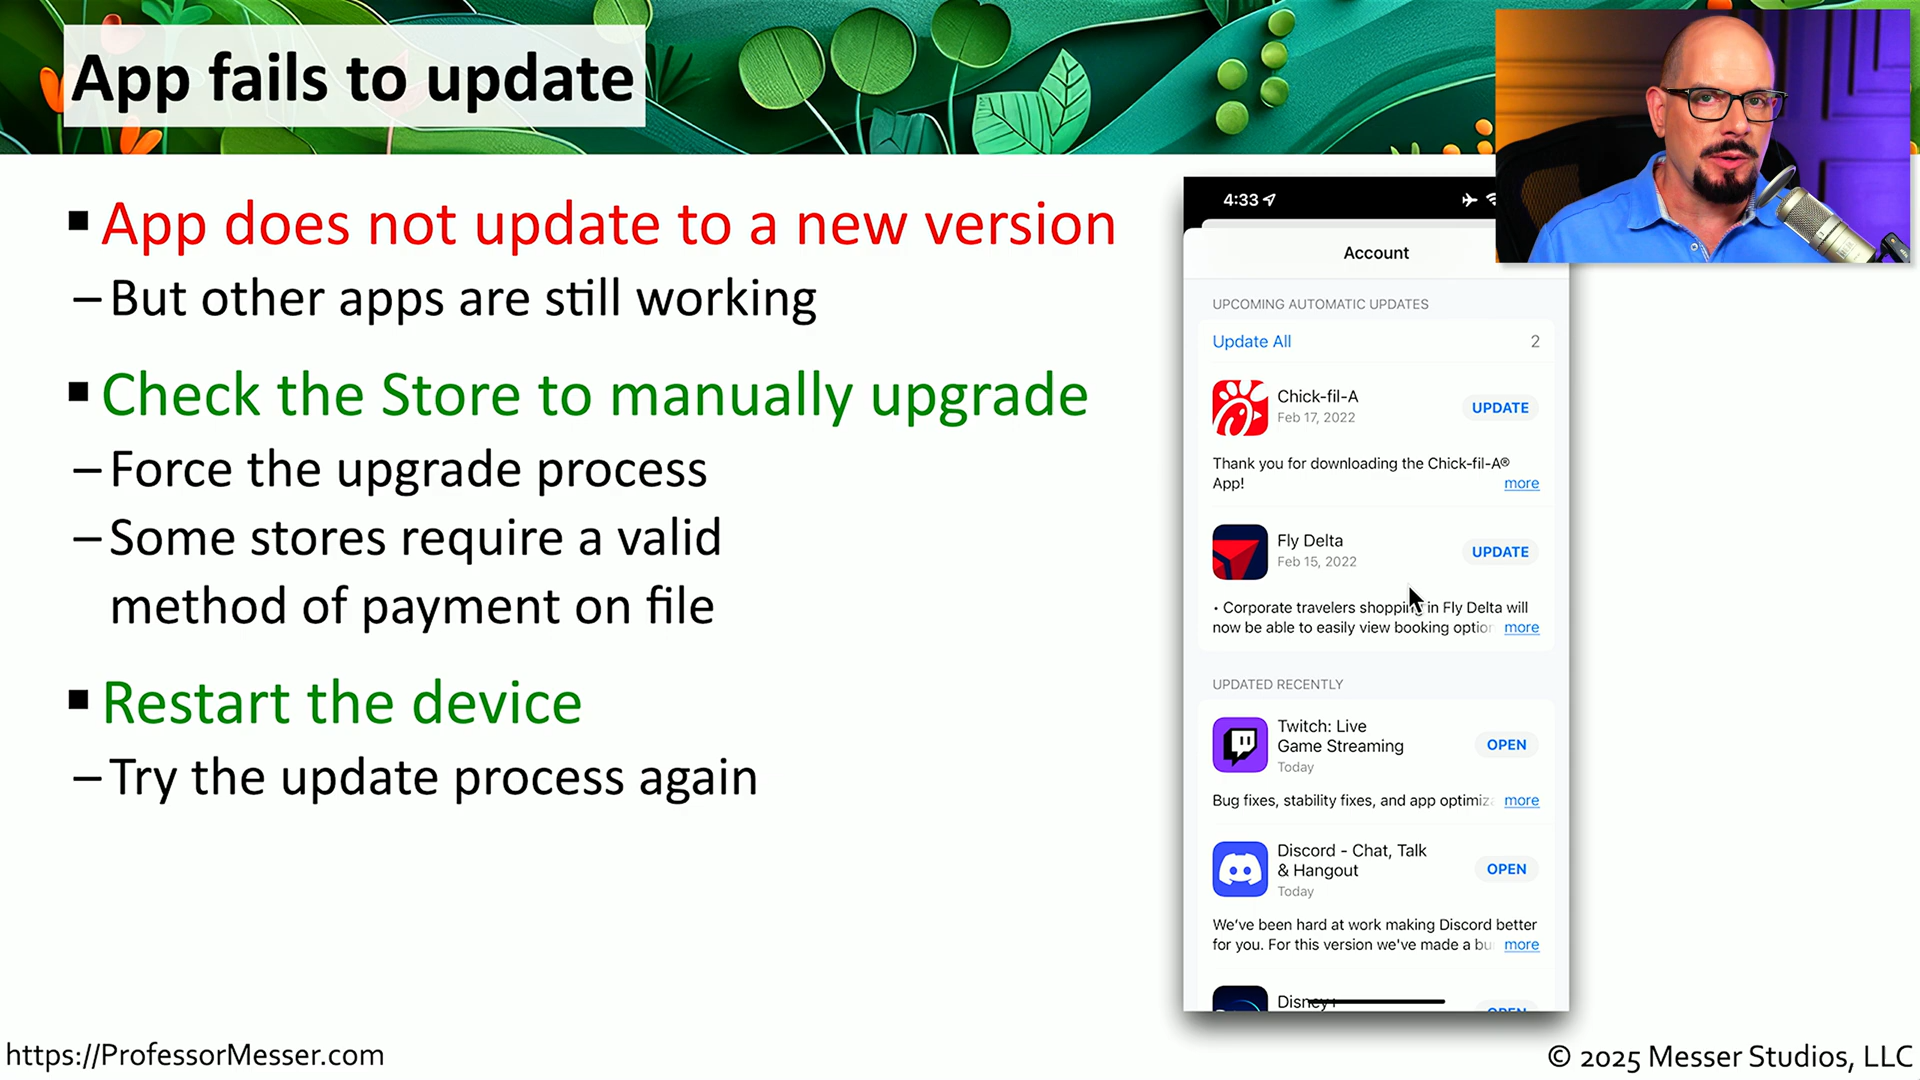 App fails to update
App does not update to a new version
–But other apps are still working
Check the Store to manually upgrade
–Force the upgrade process
–Some stores require a valid
method of payment on file
Restart the device
–Try the update process again
4:33
Account
UPCOMING AUTOMATIC UPDATES
Update All 2
Chick-fil-A
Feb 17, 2022
UPDATE
Thank you for downloading the Chick-fil-A®
App! more
Fly Delta
Feb 15, 2022
UPDATE
• Corporate travelers shopping in Fly Delta will
now be able to easily view booking optio more
UPDATED RECENTLY
Twitch: Live
Game Streaming
Today
OPEN
Bug fixes, stability fixes, and app optimiz more
Discord - Chat, Talk
& Hangout
Today
OPEN
We've been hard at work making Discord better
for you. For this version we've made a bu more
Disney+
OPEN
https://ProfessorMesser.com
© 2025 Messer Studios, LLC